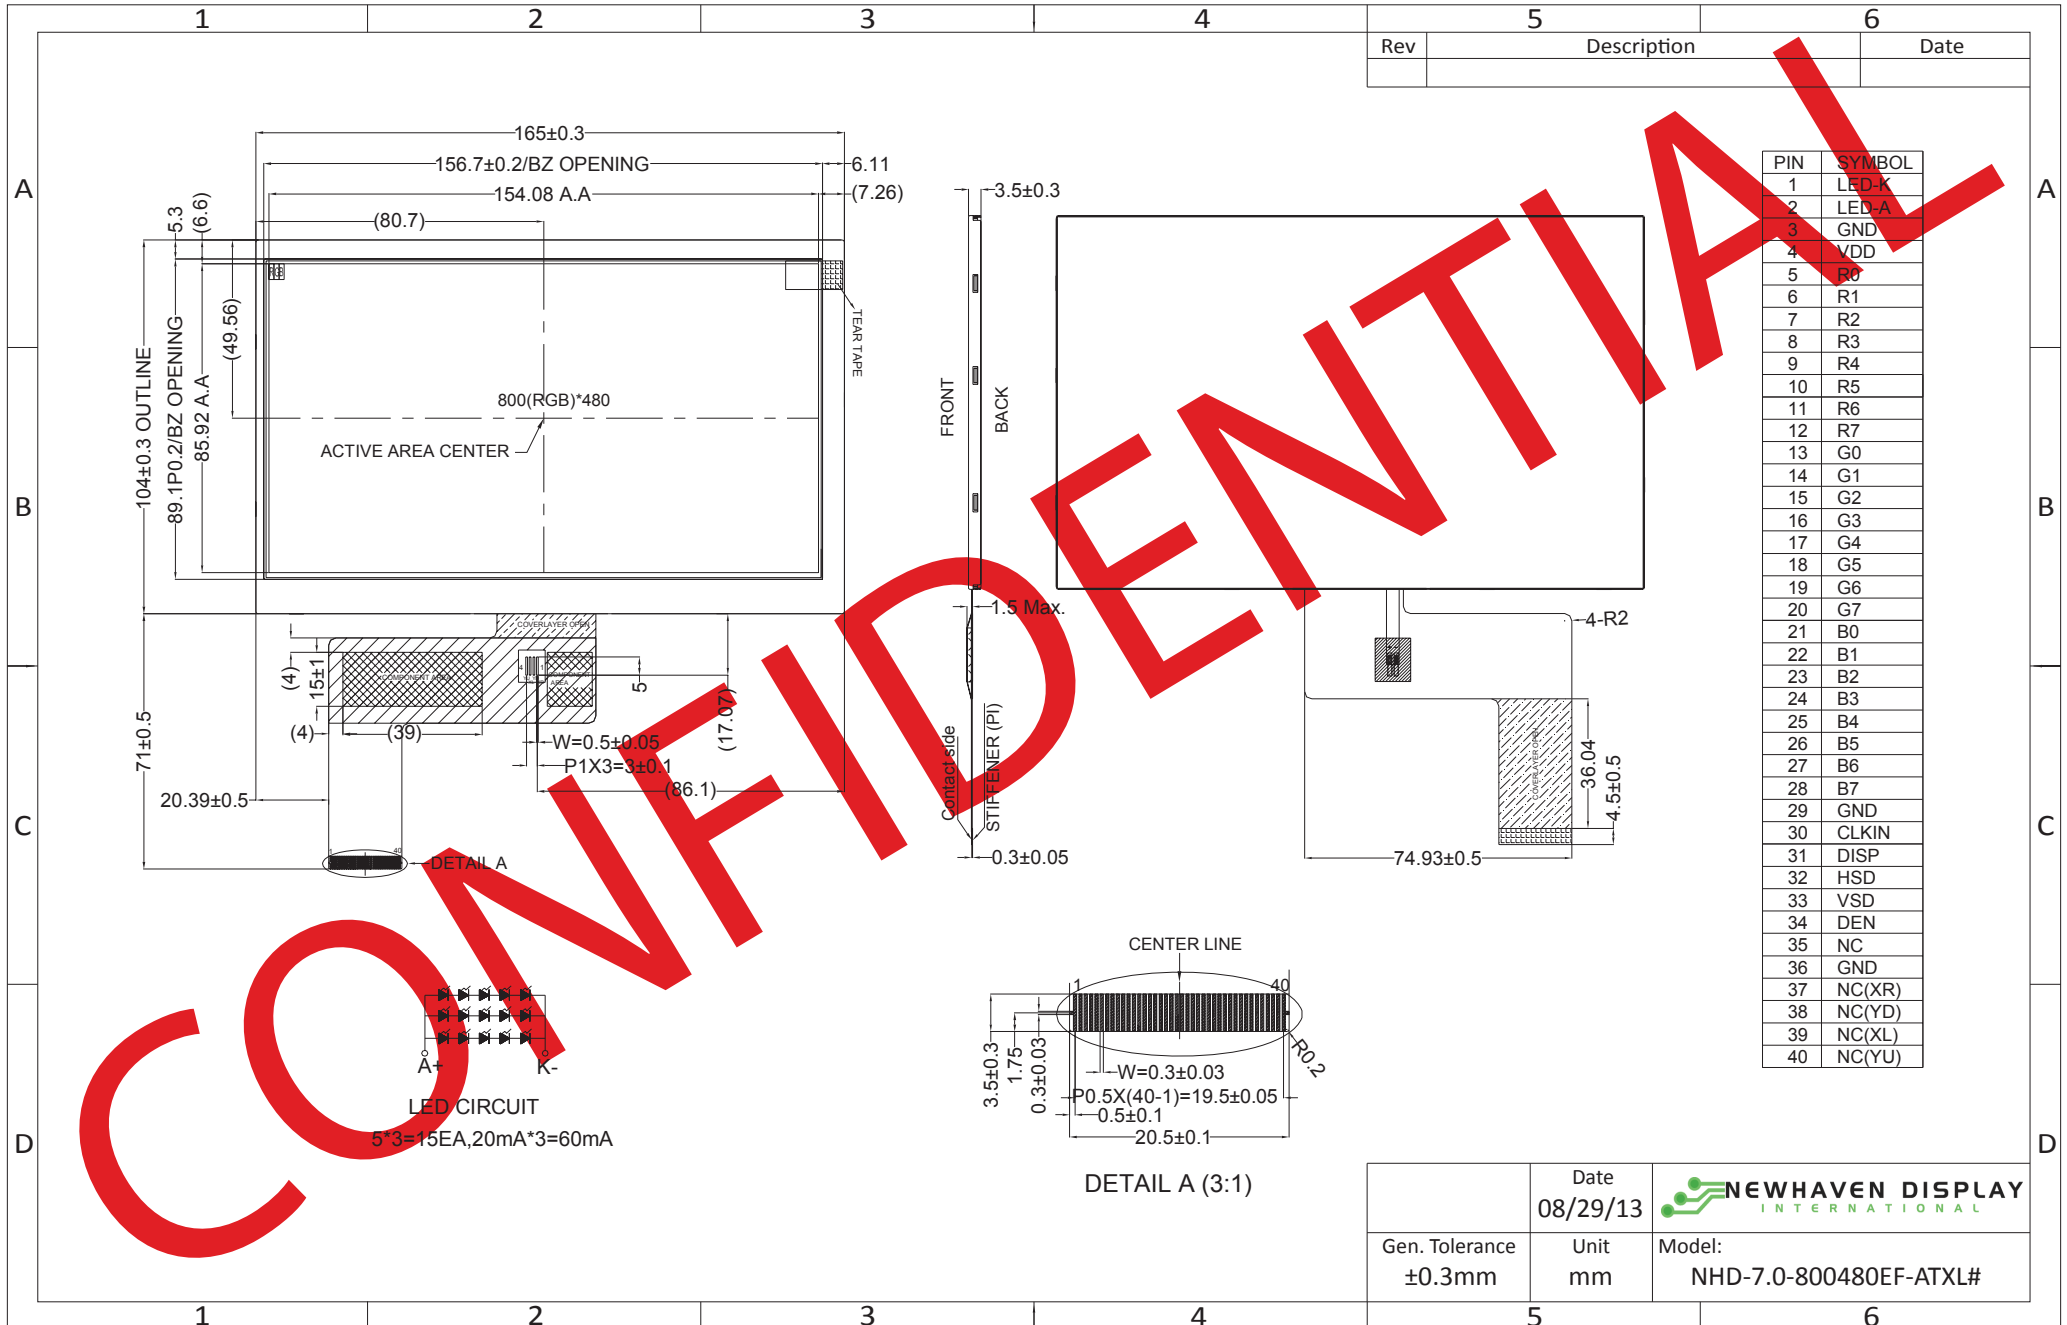 1 2 3 4 5 6
Rev Description Date
A
B
C
D
165±0.3
156.7±0.2/BZ OPENING
6.11
154.08 A.A
(7.26)
(80.7)
5.3
(6.6)
(49.56)
104±0.3 OUTLINE
89.1P0.2/BZ OPENING
85.92 A.A
800(RGB)*480
ACTIVE AREA CENTER
TEAR TAPE
COVERLAYER OPEN
COMPONENT AREA
4 1
COMPONENT
AREA
(4)
15±1
5
(17.07)
(4)
(39)
W=0.5±0.05
P1X3=3±0.1
(86.1)
71±0.5
20.39±0.5
1 40
DETAIL A
3.5±0.3
FRONT
BACK
1.5 Max.
Contact side
STIFFENER (PI)
0.3±0.05
4-R2
COVERLAYER OPEN
36.04
4.5±0.5
74.93±0.5
A+
K-
LED CIRCUIT
5*3=15EA,20mA*3=60mA
CENTER LINE
1 40
3.5±0.3
1.75
0.3±0.03
R0.2
W=0.3±0.03
P0.5X(40-1)=19.5±0.05
0.5±0.1
20.5±0.1
DETAIL A (3:1)
PIN SYMBOL
1 LED-K
2 LED-A
3 GND
4 VDD
5 R0
6 R1
7 R2
8 R3
9 R4
10 R5
11 R6
12 R7
13 G0
14 G1
15 G2
16 G3
17 G4
18 G5
19 G6
20 G7
21 B0
22 B1
23 B2
24 B3
25 B4
26 B5
27 B6
28 B7
29 GND
30 CLKIN
31 DISP
32 HSD
33 VSD
34 DEN
35 NC
36 GND
37 NC(XR)
38 NC(YD)
39 NC(XL)
40 NC(YU)
CONFIDENTIAL
Date
08/29/13
NEWHAVEN DISPLAY
INTERNATIONAL
Gen. Tolerance
±0.3mm
Unit
mm
Model:
NHD-7.0-800480EF-ATXL#
A
B
C
D
1 2 3 4 5 6